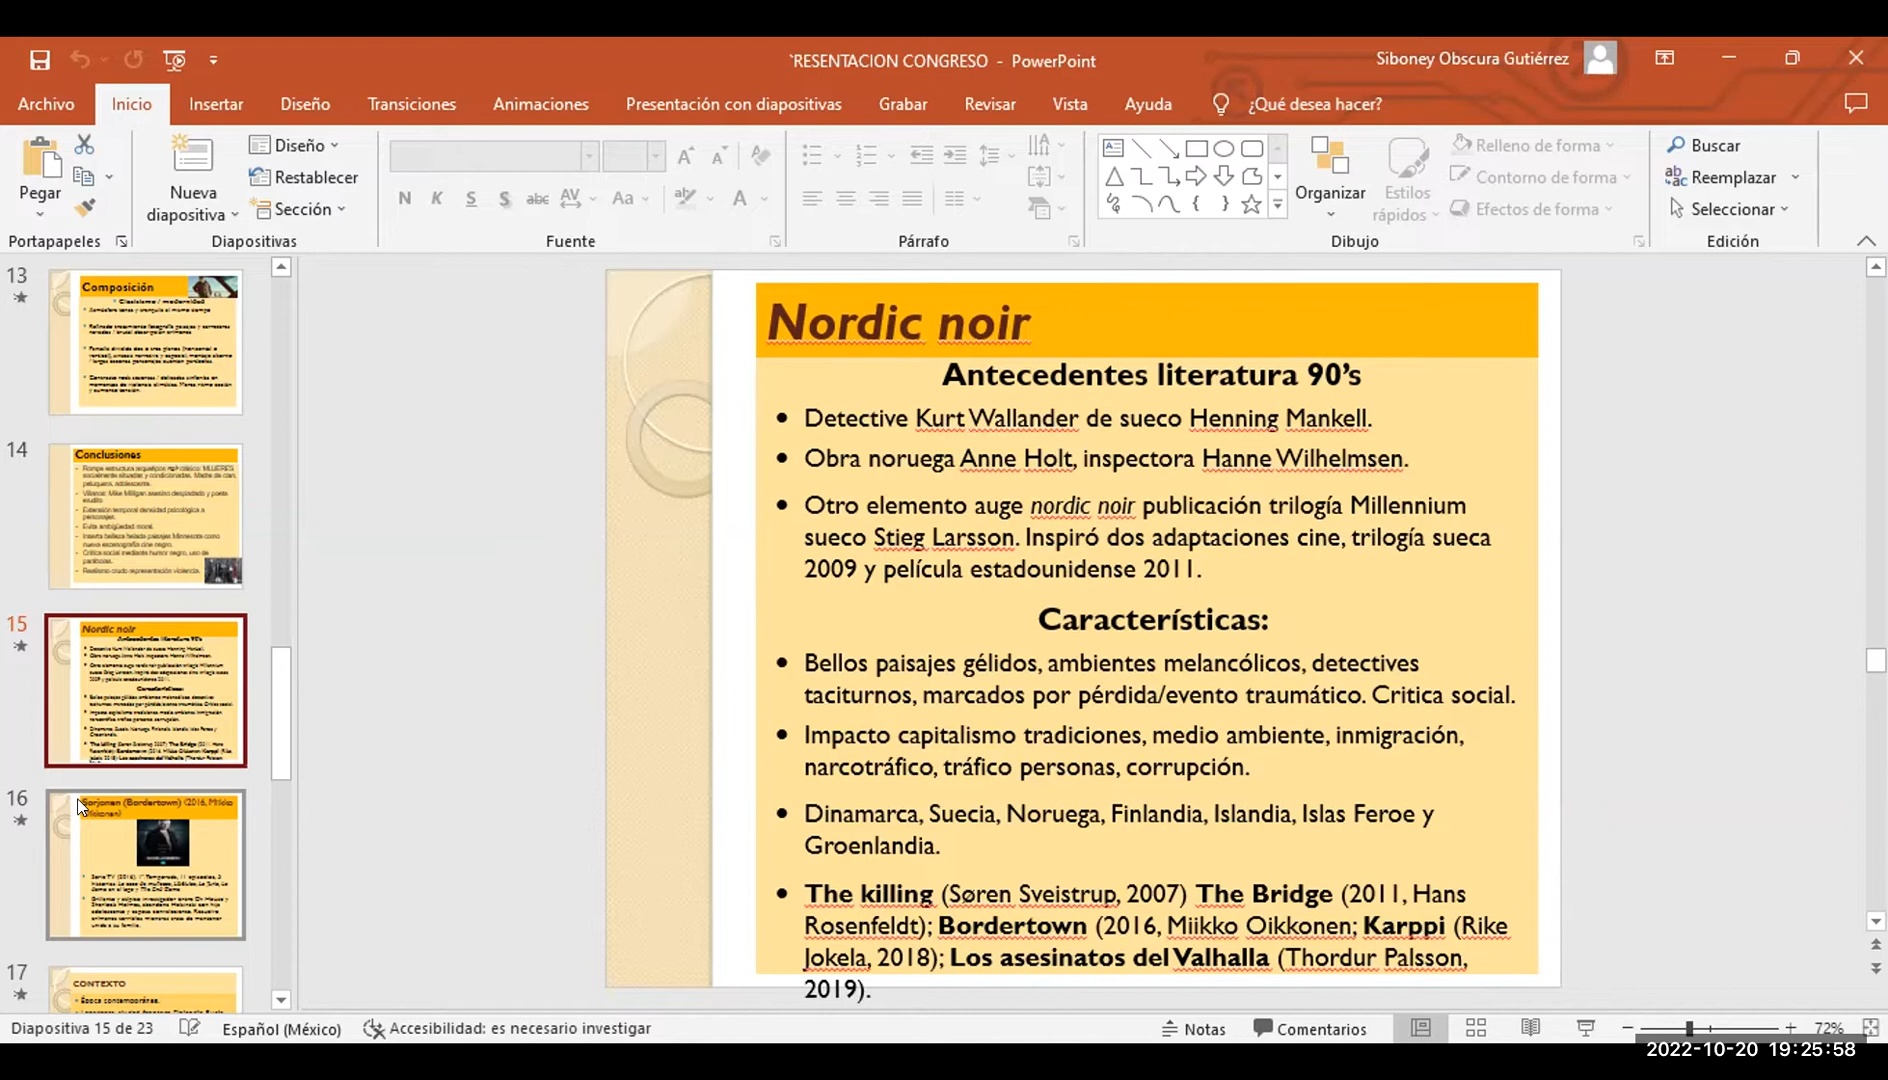 `RESENTACION CONGRESO - PowerPoint
Siboney Obscura Gutiérrez
Archivo Inicio Insertar Diseño Transiciones Animaciones Presentación con diapositivas Grabar Revisar Vista Ayuda ¿Qué desea hacer?
Pegar
Portapapeles
Nueva diapositiva
Diseño
Restablecer
Sección
Diapositivas
N K S S abc AV Aa A
Fuente
Párrafo
Organizar
Estilos rápidos
Relleno de forma
Contorno de forma
Efectos de forma
Dibujo
Buscar
Reemplazar
Seleccionar
Edición
13
Composición
14
Conclusiones
15
Nordic noir
16
Sorjonen (Bordertown) (2016, Miikko
17
CONTEXTO
Época contemporánea.
Nordic noir
Antecedentes literatura 90's
• Detective Kurt Wallander de sueco Henning Mankell.
• Obra noruega Anne Holt, inspectora Hanne Wilhelmsen.
• Otro elemento auge nordic noir publicación trilogía Millennium
sueco Stieg Larsson. Inspiró dos adaptaciones cine, trilogía sueca
2009 y película estadounidense 2011.
Características:
• Bellos paisajes gélidos, ambientes melancólicos, detectives
taciturnos, marcados por pérdida/evento traumático. Critica social.
• Impacto capitalismo tradiciones, medio ambiente, inmigración,
narcotráfico, tráfico personas, corrupción.
• Dinamarca, Suecia, Noruega, Finlandia, Islandia, Islas Feroe y
Groenlandia.
• The killing (Søren Sveistrup, 2007) The Bridge (2011, Hans
Rosenfeldt); Bordertown (2016, Miikko Oikkonen; Karppi (Rike
Jokela, 2018); Los asesinatos del Valhalla (Thordur Palsson,
2019).
Diapositiva 15 de 23 Español (México) Accesibilidad: es necesario investigar Notas Comentarios 72%
2022-10-20 19:25:58